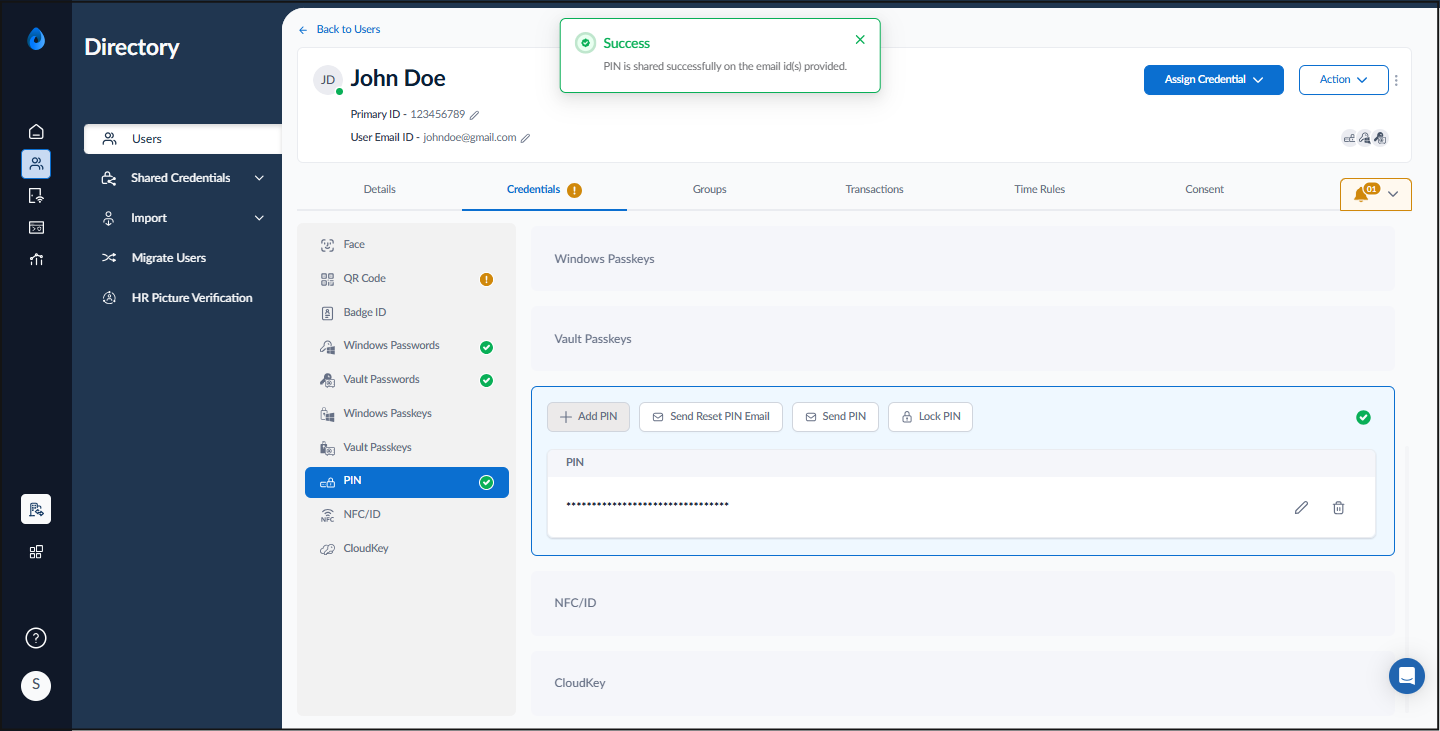 Directory
Users
Shared Credentials
Import
Migrate Users
HR Picture Verification
?
S
Back to Users
Success
PIN is shared successfully on the email id(s) provided.
JD
John Doe
Primary ID - 123456789
User Email ID - johndoe@gmail.com
Assign Credential
Action
Details
Credentials !
Groups
Transactions
Time Rules
Consent
01
Face
QR Code !
Badge ID
Windows Passwords
Vault Passwords
Windows Passkeys
Vault Passkeys
PIN
NFC/ID
CloudKey
Windows Passkeys
Vault Passkeys
Add PIN
Send Reset PIN Email
Send PIN
Lock PIN
PIN
********************************
NFC/ID
CloudKey